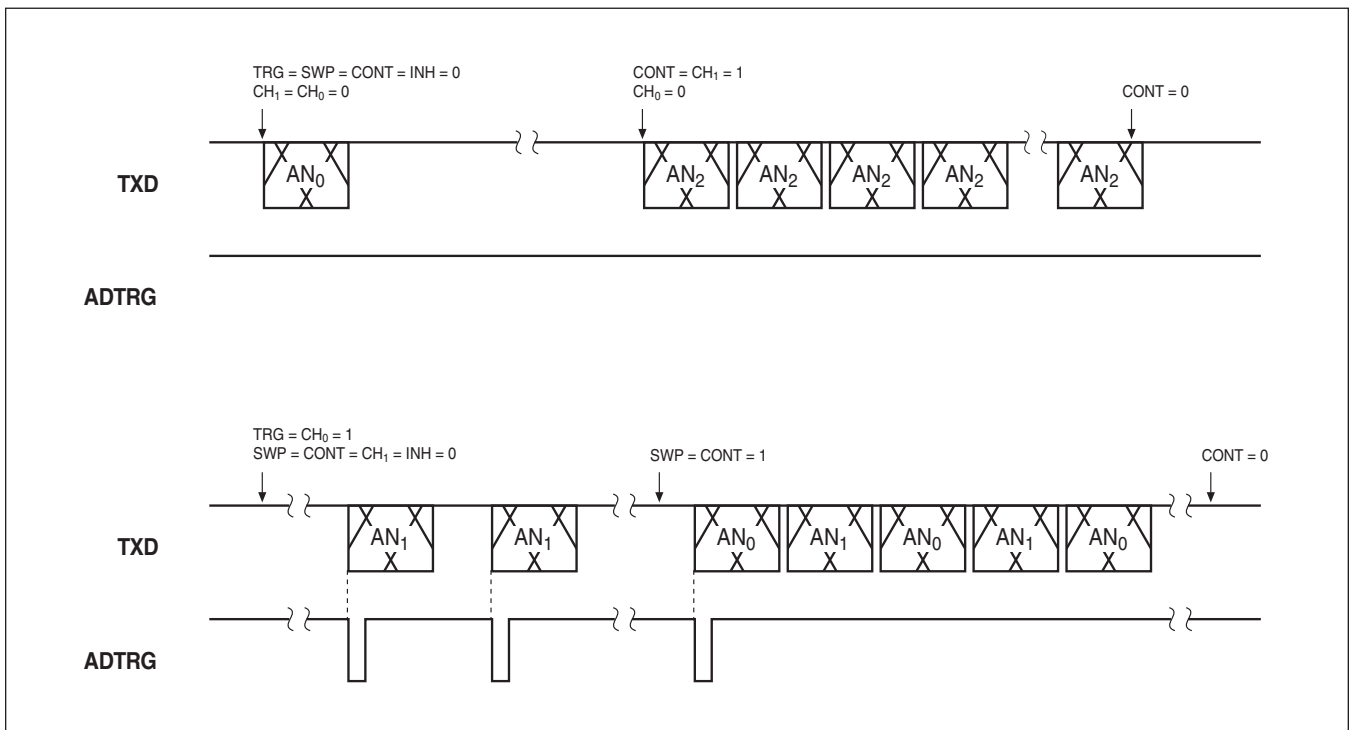 TRG = SWP = CONT = INH = 0
CH₁ = CH₀ = 0
CONT = CH₁ = 1
CH₀ = 0
CONT = 0
TXD
AN₀
AN₂
AN₂
AN₂
AN₂
AN₂
ADTRG
TRG = CH₀ = 1
SWP = CONT = CH₁ = INH = 0
SWP = CONT = 1
CONT = 0
TXD
AN₁
AN₁
AN₀
AN₁
AN₀
AN₁
AN₀
ADTRG